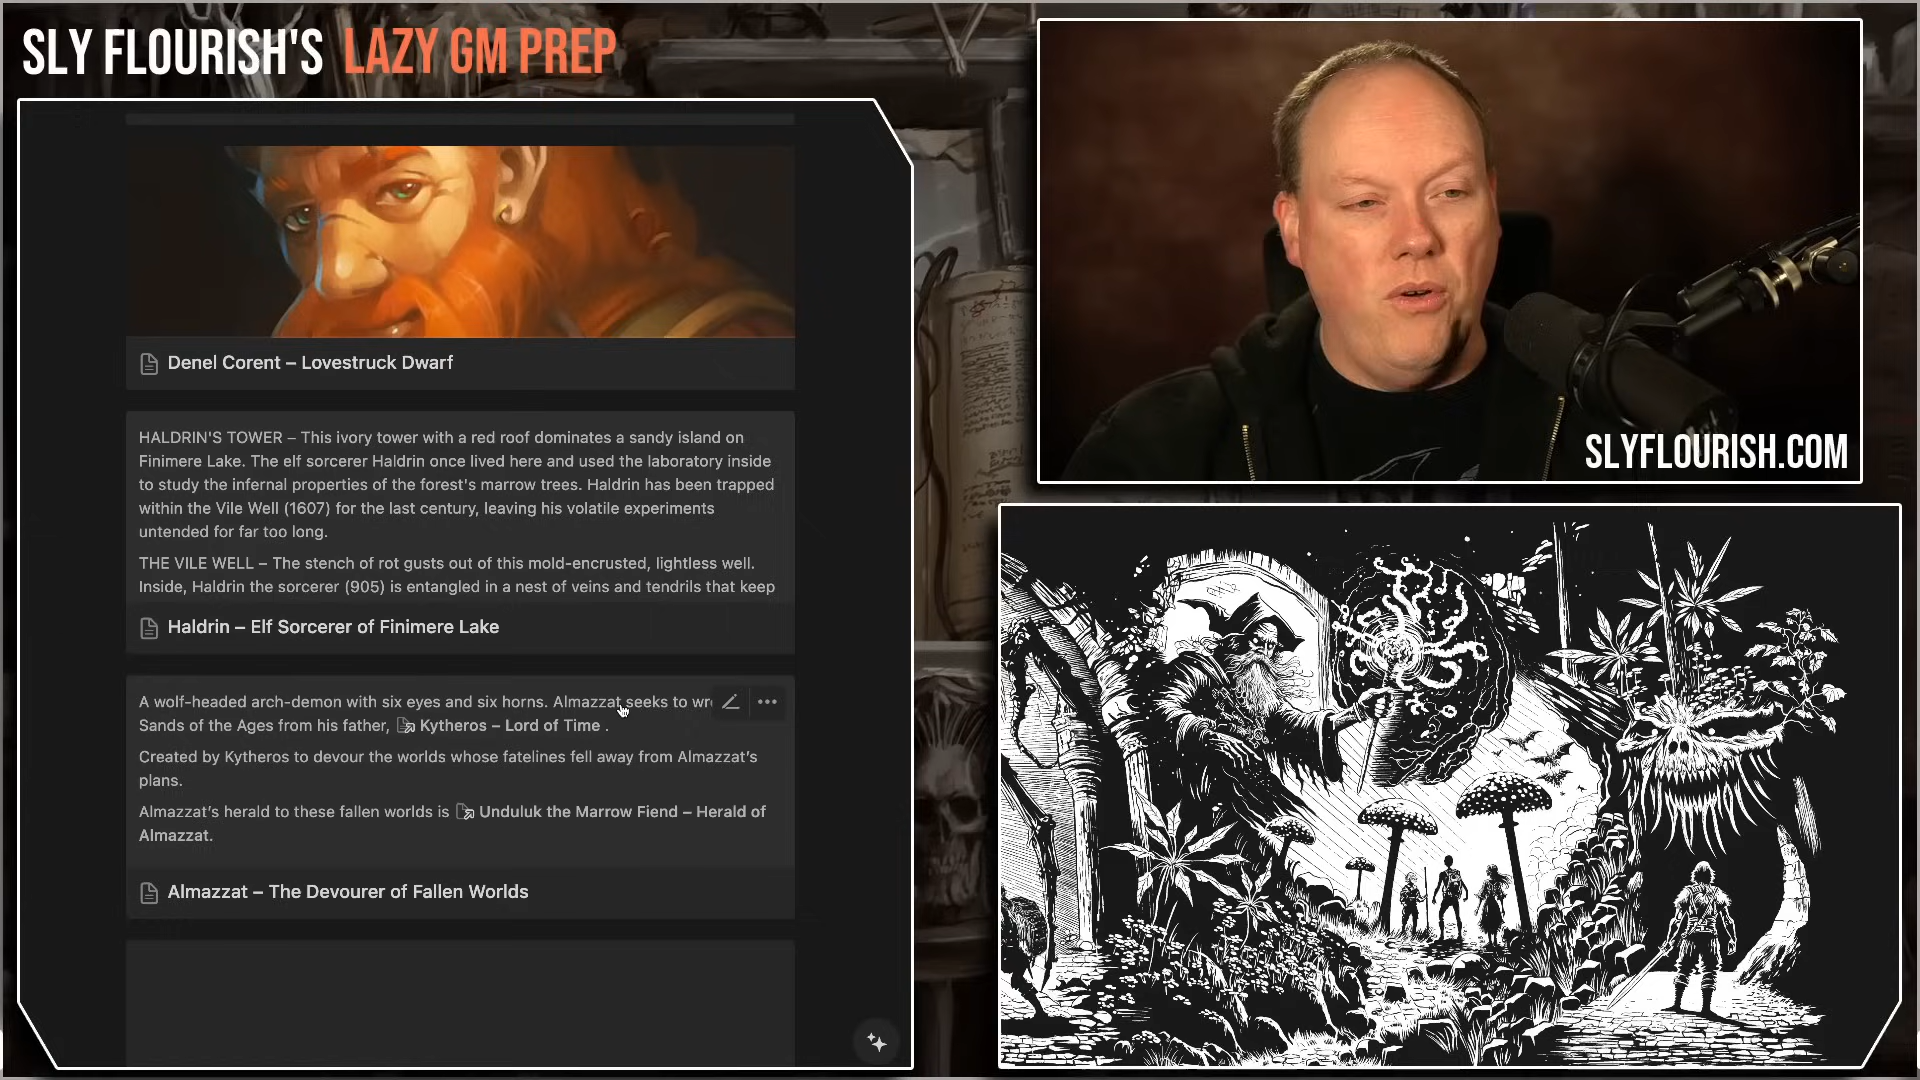 SLY FLOURISH'S LAZY GM PREP
Denel Corent – Lovestruck Dwarf
HALDRIN'S TOWER – This ivory tower with a red roof dominates a sandy island on
Finimere Lake. The elf sorcerer Haldrin once lived here and used the laboratory inside
to study the infernal properties of the forest's marrow trees. Haldrin has been trapped
within the Vile Well (1607) for the last century, leaving his volatile experiments
untended for far too long.
THE VILE WELL – The stench of rot gusts out of this mold-encrusted, lightless well.
Inside, Haldrin the sorcerer (905) is entangled in a nest of veins and tendrils that keep
Haldrin – Elf Sorcerer of Finimere Lake
A wolf-headed arch-demon with six eyes and six horns. Almazzat seeks to
Sands of the Ages from his father, Kytheros – Lord of Time .
Created by Kytheros to devour the worlds whose fatelines fell away from Almazzat's
plans.
Almazzat's herald to these fallen worlds is Unduluk the Marrow Fiend – Herald of
Almazzat.
Almazzat – The Devourer of Fallen Worlds
SLYFLOURISH.COM